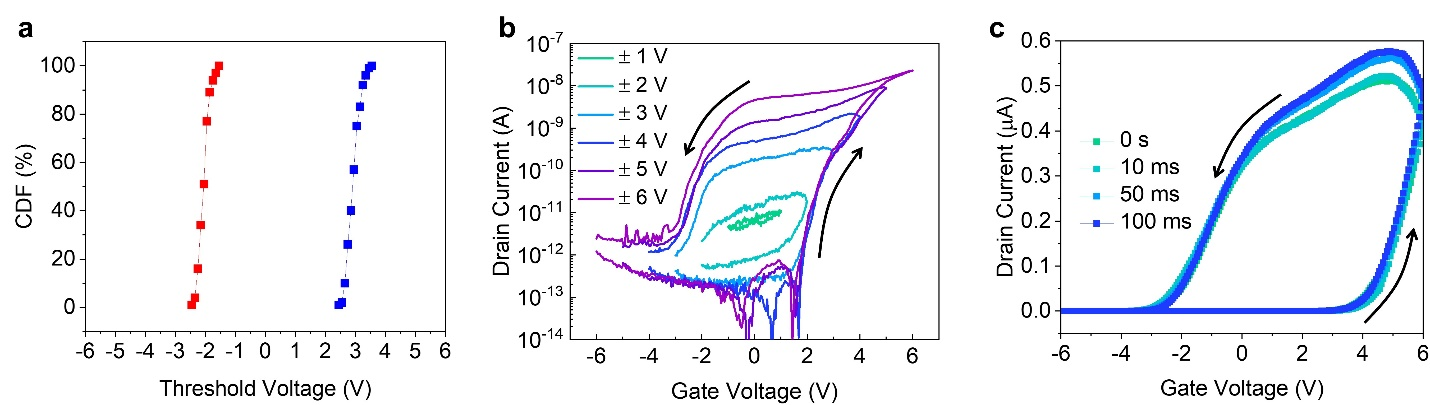 a
CDF (%)
100
80
60
40
20
0
-6 -5 -4 -3 -2 -1 0 1 2 3 4 5 6
Threshold Voltage (V)
b
Drain Current (A)
10-7
10-8
10-9
10-10
10-11
10-12
10-13
10-14
± 1 V
± 2 V
± 3 V
± 4 V
± 5 V
± 6 V
-6 -4 -2 0 2 4 6
Gate Voltage (V)
c
Drain Current (μA)
0.6
0.5
0.4
0.3
0.2
0.1
0.0
0 s
10 ms
50 ms
100 ms
-6 -4 -2 0 2 4 6
Gate Voltage (V)